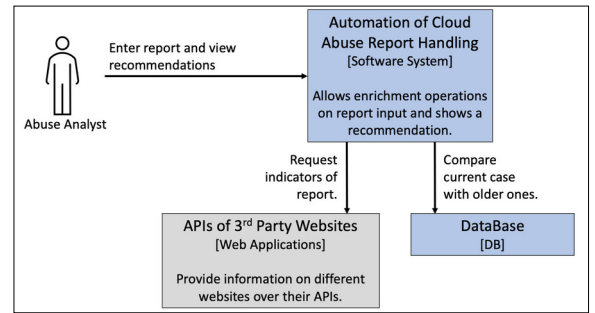 Automation of Cloud
Abuse Report Handling
[Software System]
Allows enrichment operations
on report input and shows a
recommendation.
Enter report and view
recommendations
Abuse Analyst
Request
indicators of
report.
Compare
current case
with older ones.
APIs of 3rd Party Websites
[Web Applications]
Provide information on different
websites over their APIs.
DataBase
[DB]